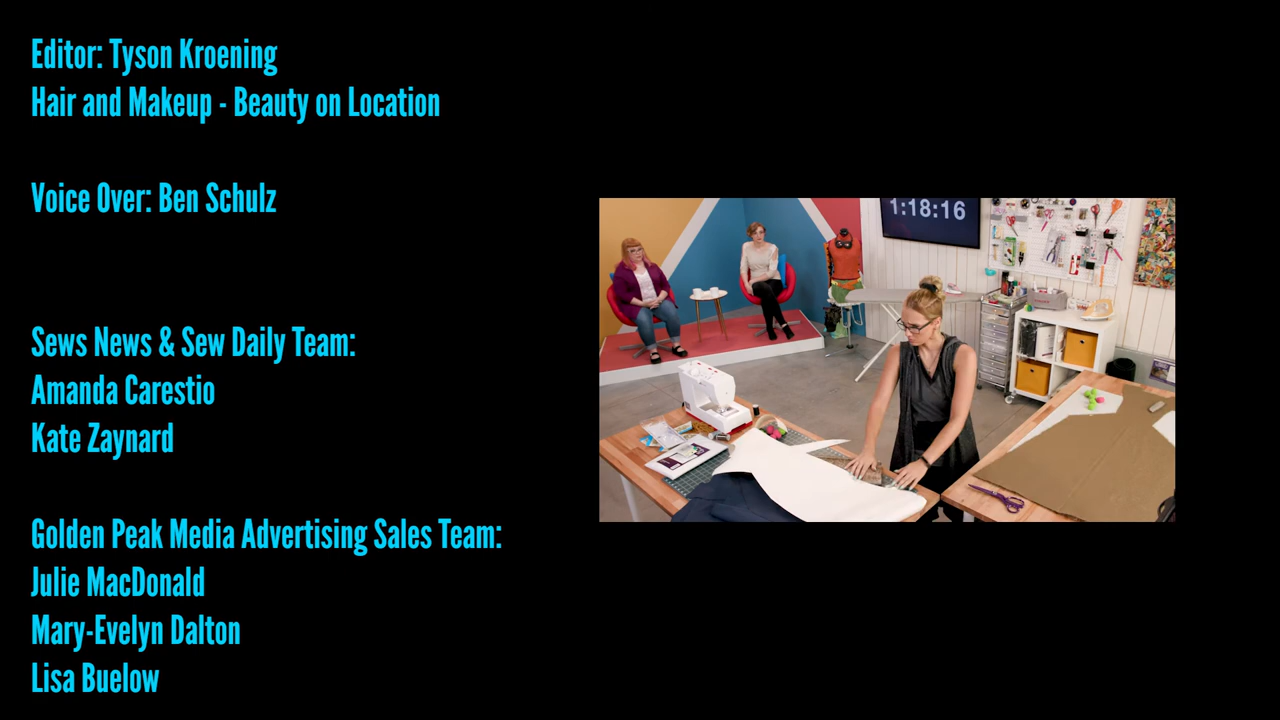 Editor: Tyson Kroening
Hair and Makeup - Beauty on Location
Voice Over: Ben Schulz
Sews News & Sew Daily Team:
Amanda Carestio
Kate Zaynard
Golden Peak Media Advertising Sales Team:
Julie MacDonald
Mary-Evelyn Dalton
Lisa Buelow
1:18:16